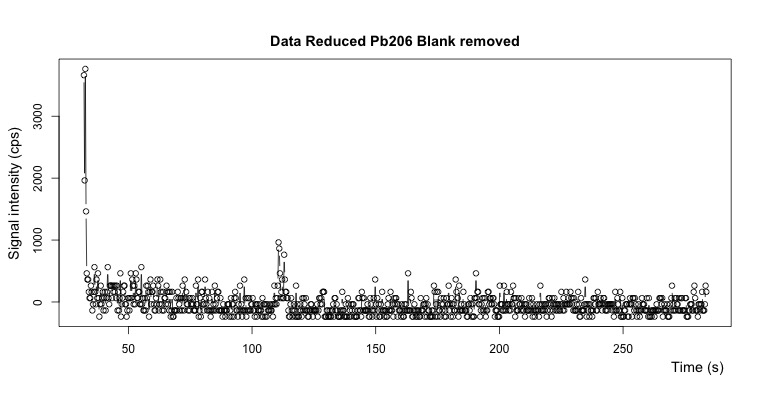 Data Reduced Pb206 Blank removed
Signal intensity (cps)
3000
2000
1000
0
50 100 150 200 250
Time (s)